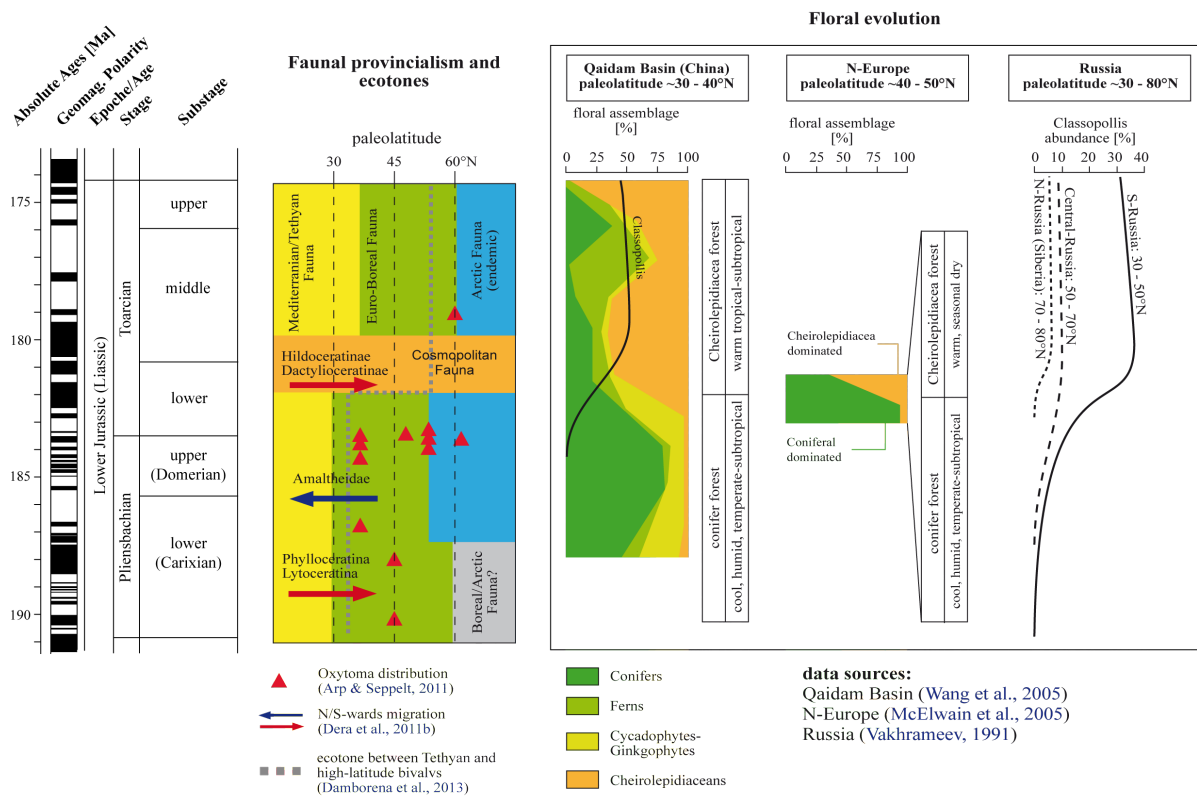 Floral evolution
Absolute Ages [Ma]
Geomag. Polarity
Epoche/Age
Stage
Substage
Faunal provincialism and
ecotones
Qaidam Basin (China)
paleolatitude ~30 - 40°N
N-Europe
paleolatitude ~40 - 50°N
Russia
paleolatitude ~30 - 80°N
paleolatitude
30 45 60°N
floral assemblage
[%]
0 25 50 75 100
floral assemblage
[%]
0 25 50 75 100
Classopollis
abundance [%]
0 10 20 30 40
175
180
185
190
Lower Jurassic (Liassic)
Toarcian
Pliensbachian
upper
middle
lower
upper
(Domerian)
lower
(Carixian)
Mediterranian/Tethyan
Fauna
Euro-Boreal Fauna
Arctic Fauna
(endemic)
Hildoceratinae
Dactylioceratinae
Cosmopolitan
Fauna
Amaltheidae
Phylloceratina
Lytoceratina
Boreal/Arctic
Fauna?
Classopollis
Cheirolepidiacea forest
warm tropical-subtropical
conifer forest
cool, humid, temperate-subtropical
Cheirolepidiacea
dominated
Coniferal
dominated
Cheirolepidiacea forest
warm, seasonal dry
conifer forest
cool, humid, temperate-subtropical
N-Russia (Siberia): 70 - 80°N
Central-Russia: 50 - 70°N
S-Russia: 30 - 50°N
Oxytoma distribution
(Arp & Seppelt, 2011)
N/S-wards migration
(Dera et al., 2011b)
ecotone between Tethyan and
high-latitude bivalvs
(Damborena et al., 2013)
Conifers
Ferns
Cycadophytes-
Ginkgophytes
Cheirolepidiaceans
data sources:
Qaidam Basin (Wang et al., 2005)
N-Europe (McElwain et al., 2005)
Russia (Vakhrameev, 1991)